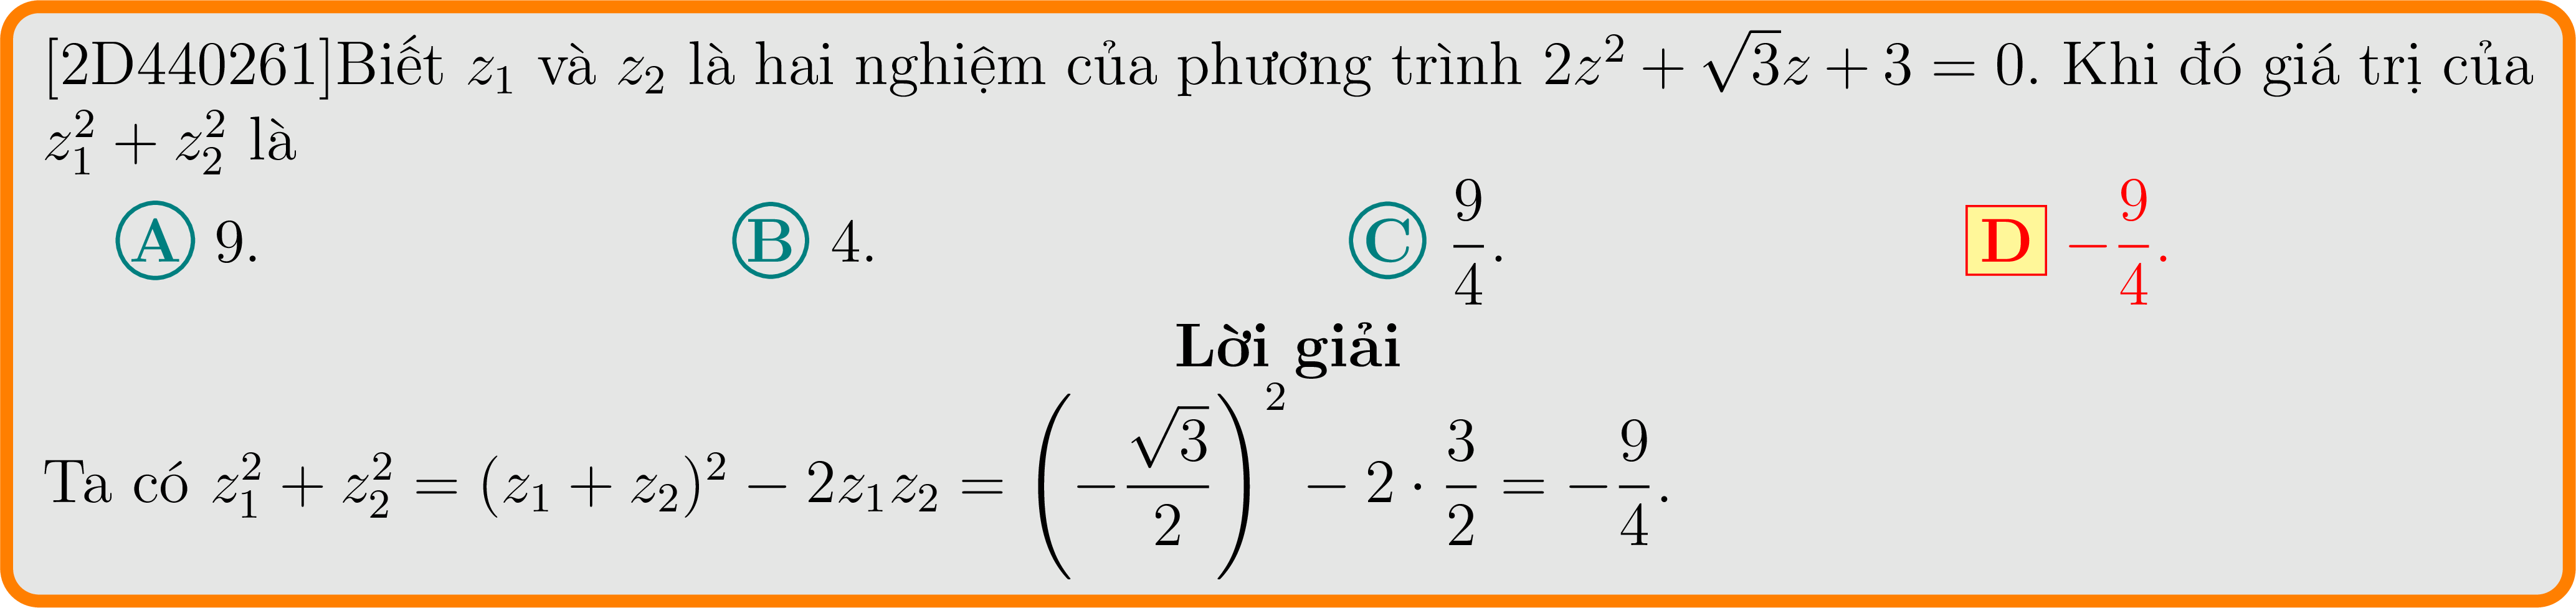 [2D440261]Biết $z_1$ và $z_2$ là hai nghiệm của phương trình $2z^2 + \sqrt{3}z + 3 = 0$. Khi đó giá trị của
$z_1^2 + z_2^2$ là
A 9. B 4. C $\frac{9}{4}$. D $-\frac{9}{4}$.
Lời giải
Ta có $z_1^2 + z_2^2 = (z_1 + z_2)^2 - 2z_1z_2 = \left(-\frac{\sqrt{3}}{2}\right)^2 - 2 \cdot \frac{3}{2} = -\frac{9}{4}$.